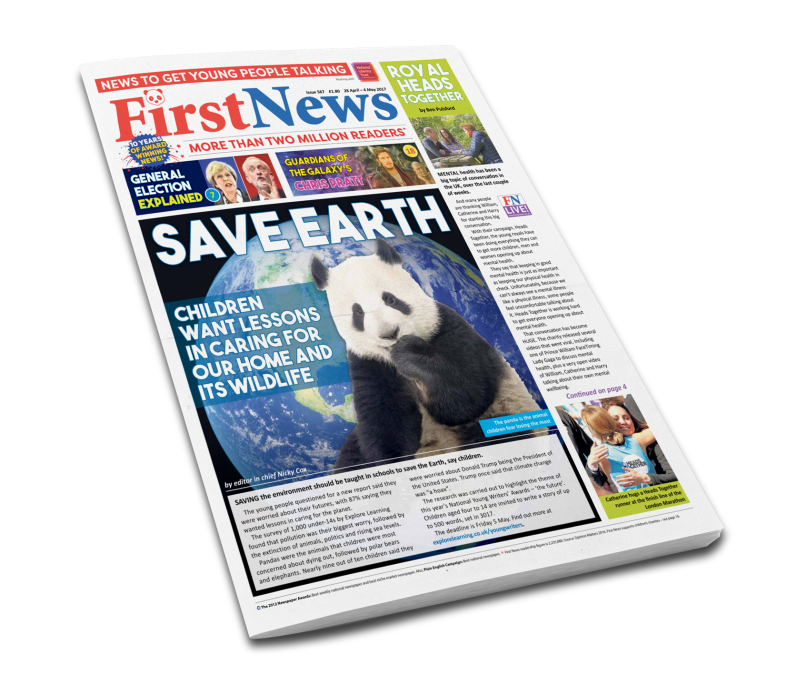 NEWS TO GET YOUNG PEOPLE TALKING
FirstNews
Issue 567 £1.80 28 April – 4 May 2017
10 YEARS
OF AWARD
WINNING
NEWS!
MORE THAN TWO MILLION READERS*
GENERAL
ELECTION
EXPLAINED 7
GUARDIANS OF
THE GALAXY'S
CHRIS PRATT
15
ROYAL
HEADS
TOGETHER
by Ben Pulsford
MENTAL health has been a
big topic of conversation in
the UK, over the last couple
of weeks.
And many people
are thanking William,
Catherine and Harry
for starting this big
conversation.
With their campaign, Heads
Together, the young royals have
been doing everything they can
to get more children, men and
women opening up about
mental health.
They say that keeping in good
mental health is just as important
as keeping our physical health in
check. Unfortunately, because we
can't always see a mental illness
like a physical illness, some people
feel uncomfortable talking about
it. Heads Together is working hard
to get everyone opening up about
mental health.
That conversation has become
HUGE. The charity released several
videos that went viral, including
one of Prince William FaceTiming
Lady Gaga to discuss mental
health, plus a very open video
of William, Catherine and Harry
talking about their own mental
wellbeing.
Continued on page 4
FN
LIVE!
Catherine hugs a Heads Together
runner at the finish line of the
London Marathon
SAVE EARTH
CHILDREN
WANT LESSONS
IN CARING FOR
OUR HOME AND
ITS WILDLIFE
The panda is the animal
children fear losing the most
by editor in chief Nicky Cox
SAVING the environment should be taught in schools to save the Earth, say children.
The young people questioned for a new report said they
were worried about their futures, with 87% saying they
wanted lessons in caring for the planet.
The survey of 1,000 under-14s by Explore Learning
found that pollution was their biggest worry, followed by
the extinction of animals, politics and rising sea levels.
Pandas were the animals that children were most
concerned about dying out, followed by polar bears
and elephants. Nearly nine out of ten children said they
were worried about Donald Trump being the President of
the United States. Trump once said that climate change
was "a hoax".
The research was carried out to highlight the theme of
this year's National Young Writers' Awards – 'the future'.
Children aged four to 14 are invited to write a story of up
to 500 words, set in 3017.
The deadline is Friday 5 May. Find out more at
explorelearning.co.uk/youngwriters.